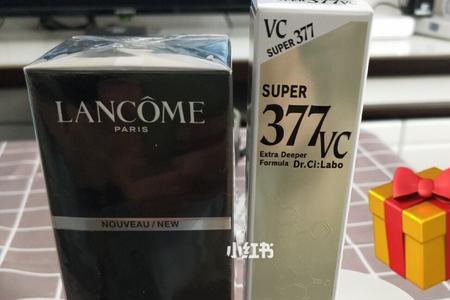 LANCÔME
PARIS
NOUVEAU/NEW
VC
SUPER 377
SUPER
377VC
Extra Deeper
Formula Dr.Ci:Labo
小红书